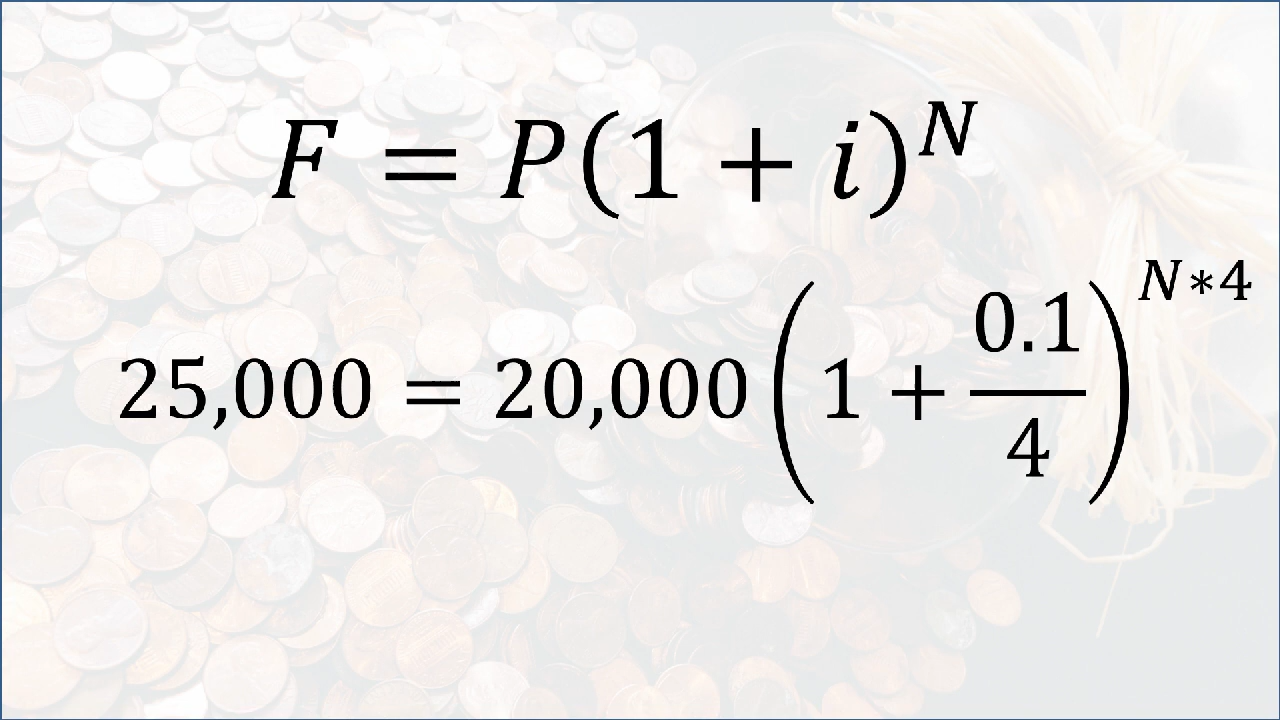 F = P(1 + i)^N
25,000 = 20,000 (1 + 0.1/4)^{N*4}